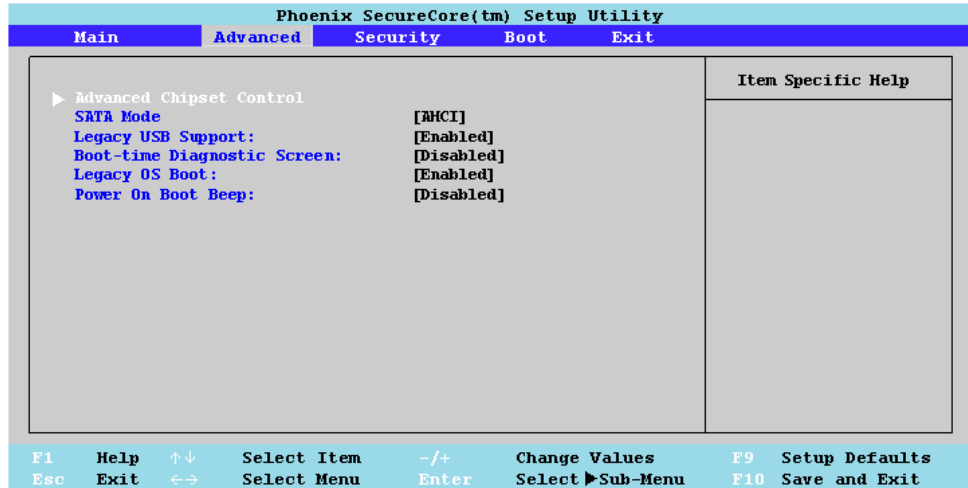 Phoenix SecureCore(tm) Setup Utility
Main Advanced Security Boot Exit
Item Specific Help
▶ Advanced Chipset Control
SATA Mode [AHCI]
Legacy USB Support: [Enabled]
Boot-time Diagnostic Screen: [Disabled]
Legacy OS Boot: [Enabled]
Power On Boot Beep: [Disabled]
F1 Help ↑↓ Select Item -/+ Change Values F9 Setup Defaults
Esc Exit ←→ Select Menu Enter Select ▶Sub-Menu F10 Save and Exit